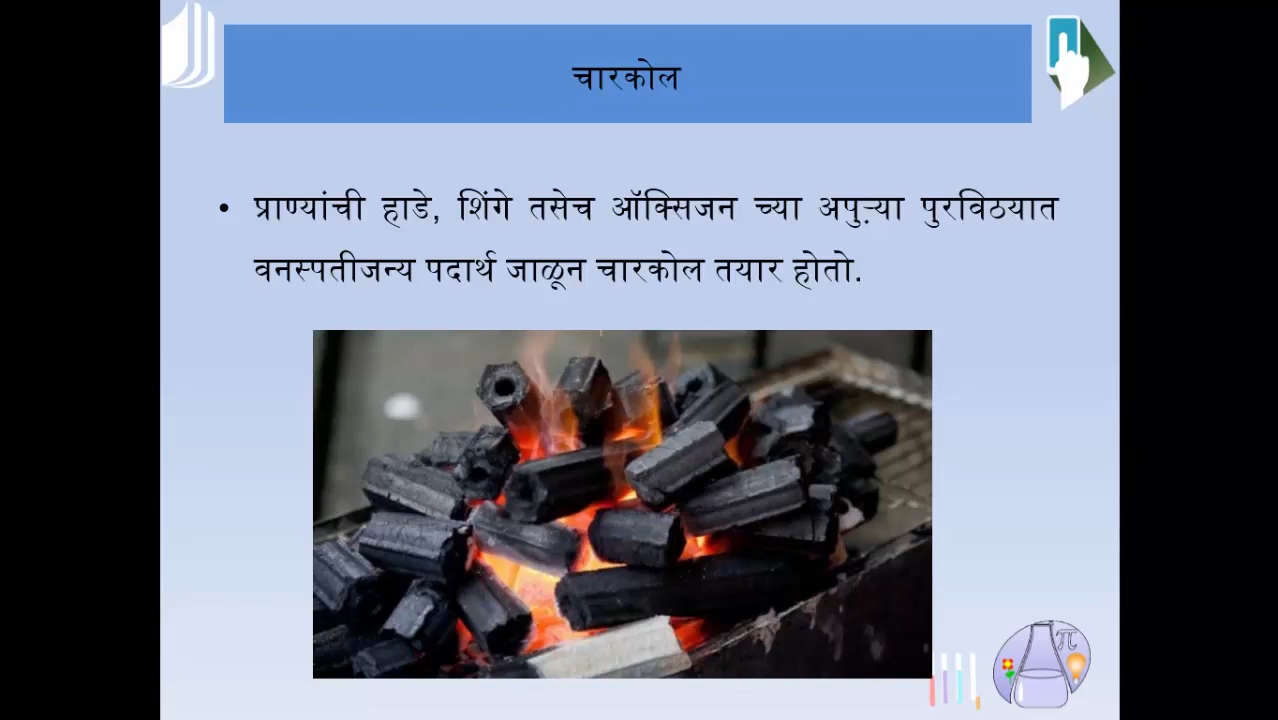 चारकोल
• प्राण्यांची हाडे, शिंगे तसेच ऑक्सिजन च्या अपुऱ्या पुरविठयात
वनस्पतीजन्य पदार्थ जाळून चारकोल तयार होतो.
π